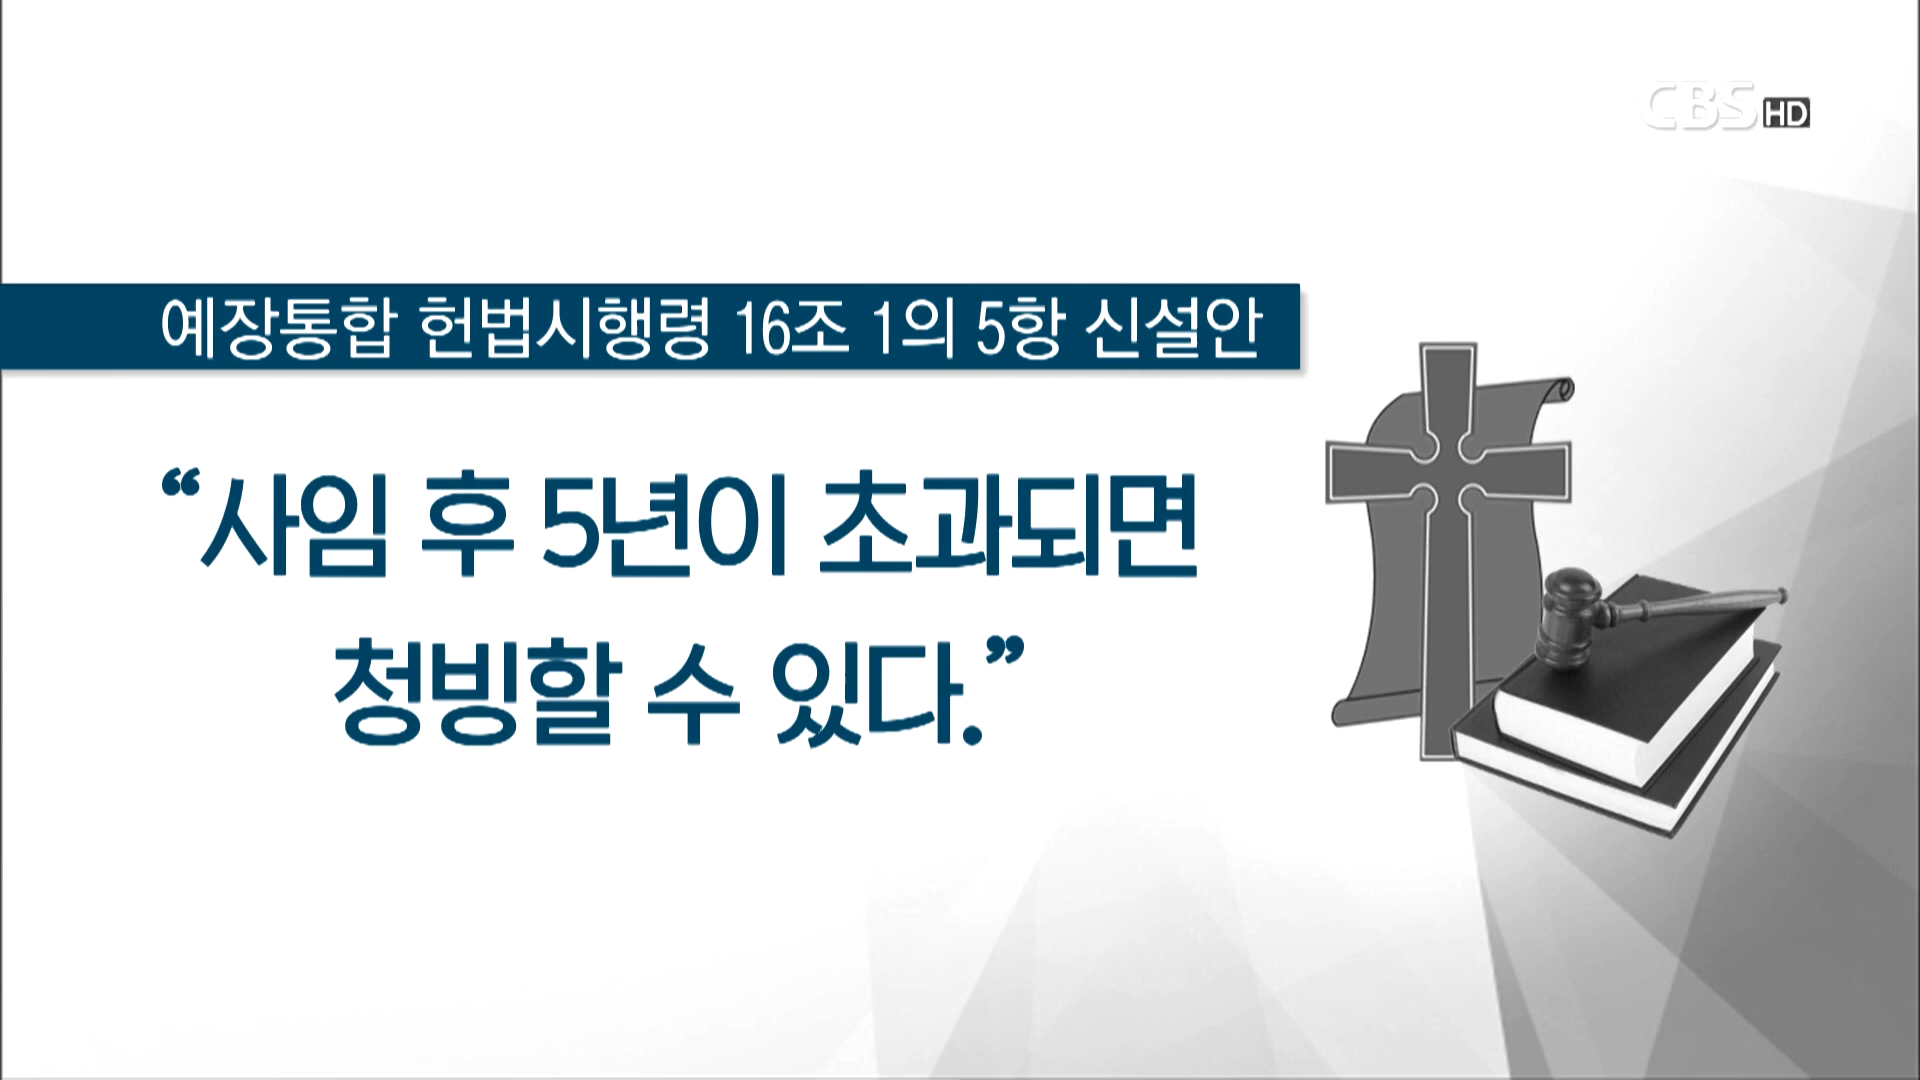 CBS HD
예장통합 헌법시행령 16조 1의 5항 신설안
“사임 후 5년이 초과되면
청빙할 수 있다.”